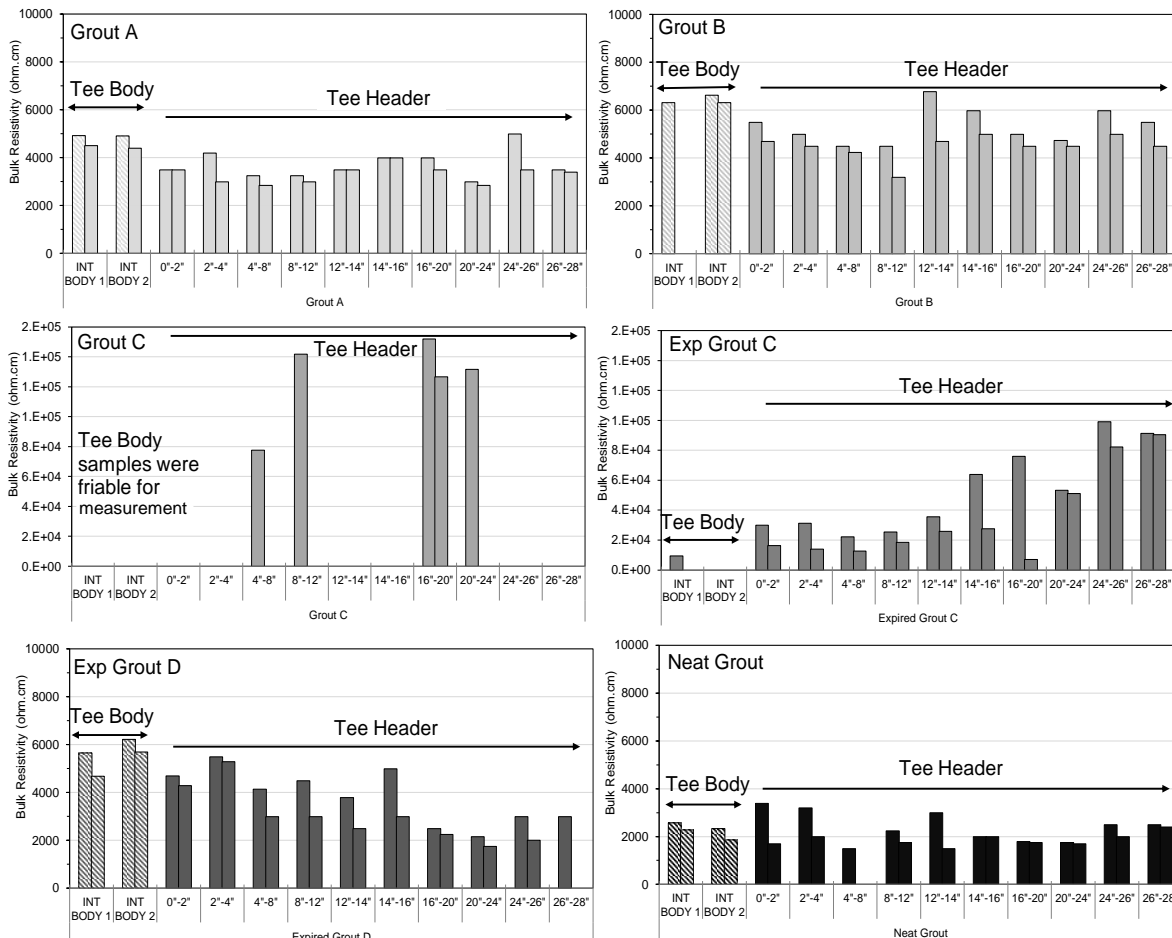 Grout A
Bulk Resistivity (ohm.cm)
10000
8000
6000
4000
2000
0
Tee Body
Tee Header
INT BODY 1 INT BODY 2 0"-2" 2"-4" 4"-8" 8"-12" 12"-14" 14"-16" 16"-20" 20"-24" 24"-26" 26"-28"
Grout A
Grout B
Bulk Resistivity (ohm.cm)
10000
8000
6000
4000
2000
0
Tee Body
Tee Header
INT BODY 1 INT BODY 2 0"-2" 2"-4" 4"-8" 8"-12" 12"-14" 14"-16" 16"-20" 20"-24" 24"-26" 26"-28"
Grout B
Grout C
Bulk Resistivity (ohm.cm)
2.E+05
1.E+05
1.E+05
1.E+05
8.E+04
6.E+04
4.E+04
2.E+04
0.E+00
Tee Header
Tee Body
samples were
friable for
measurement
INT BODY 1 INT BODY 2 0"-2" 2"-4" 4"-8" 8"-12" 12"-14" 14"-16" 16"-20" 20"-24" 24"-26" 26"-28"
Grout C
Exp Grout C
Bulk Resistivity (ohm.cm)
2.E+05
1.E+05
1.E+05
1.E+05
8.E+04
6.E+04
4.E+04
2.E+04
0.E+00
Tee Header
Tee Body
INT BODY 1 INT BODY 2 0"-2" 2"-4" 4"-8" 8"-12" 12"-14" 14"-16" 16"-20" 20"-24" 24"-26" 26"-28"
Expired Grout C
Exp Grout D
Bulk Resistivity (ohm.cm)
10000
8000
6000
4000
2000
0
Tee Body
Tee Header
INT BODY 1 INT BODY 2 0"-2" 2"-4" 4"-8" 8"-12" 12"-14" 14"-16" 16"-20" 20"-24" 24"-26" 26"-28"
Expired Grout D
Neat Grout
Bulk Resistivity (ohm.cm)
10000
8000
6000
4000
2000
0
Tee Body
Tee Header
INT BODY 1 INT BODY 2 0"-2" 2"-4" 4"-8" 8"-12" 12"-14" 14"-16" 16"-20" 20"-24" 24"-26" 26"-28"
Neat Grout